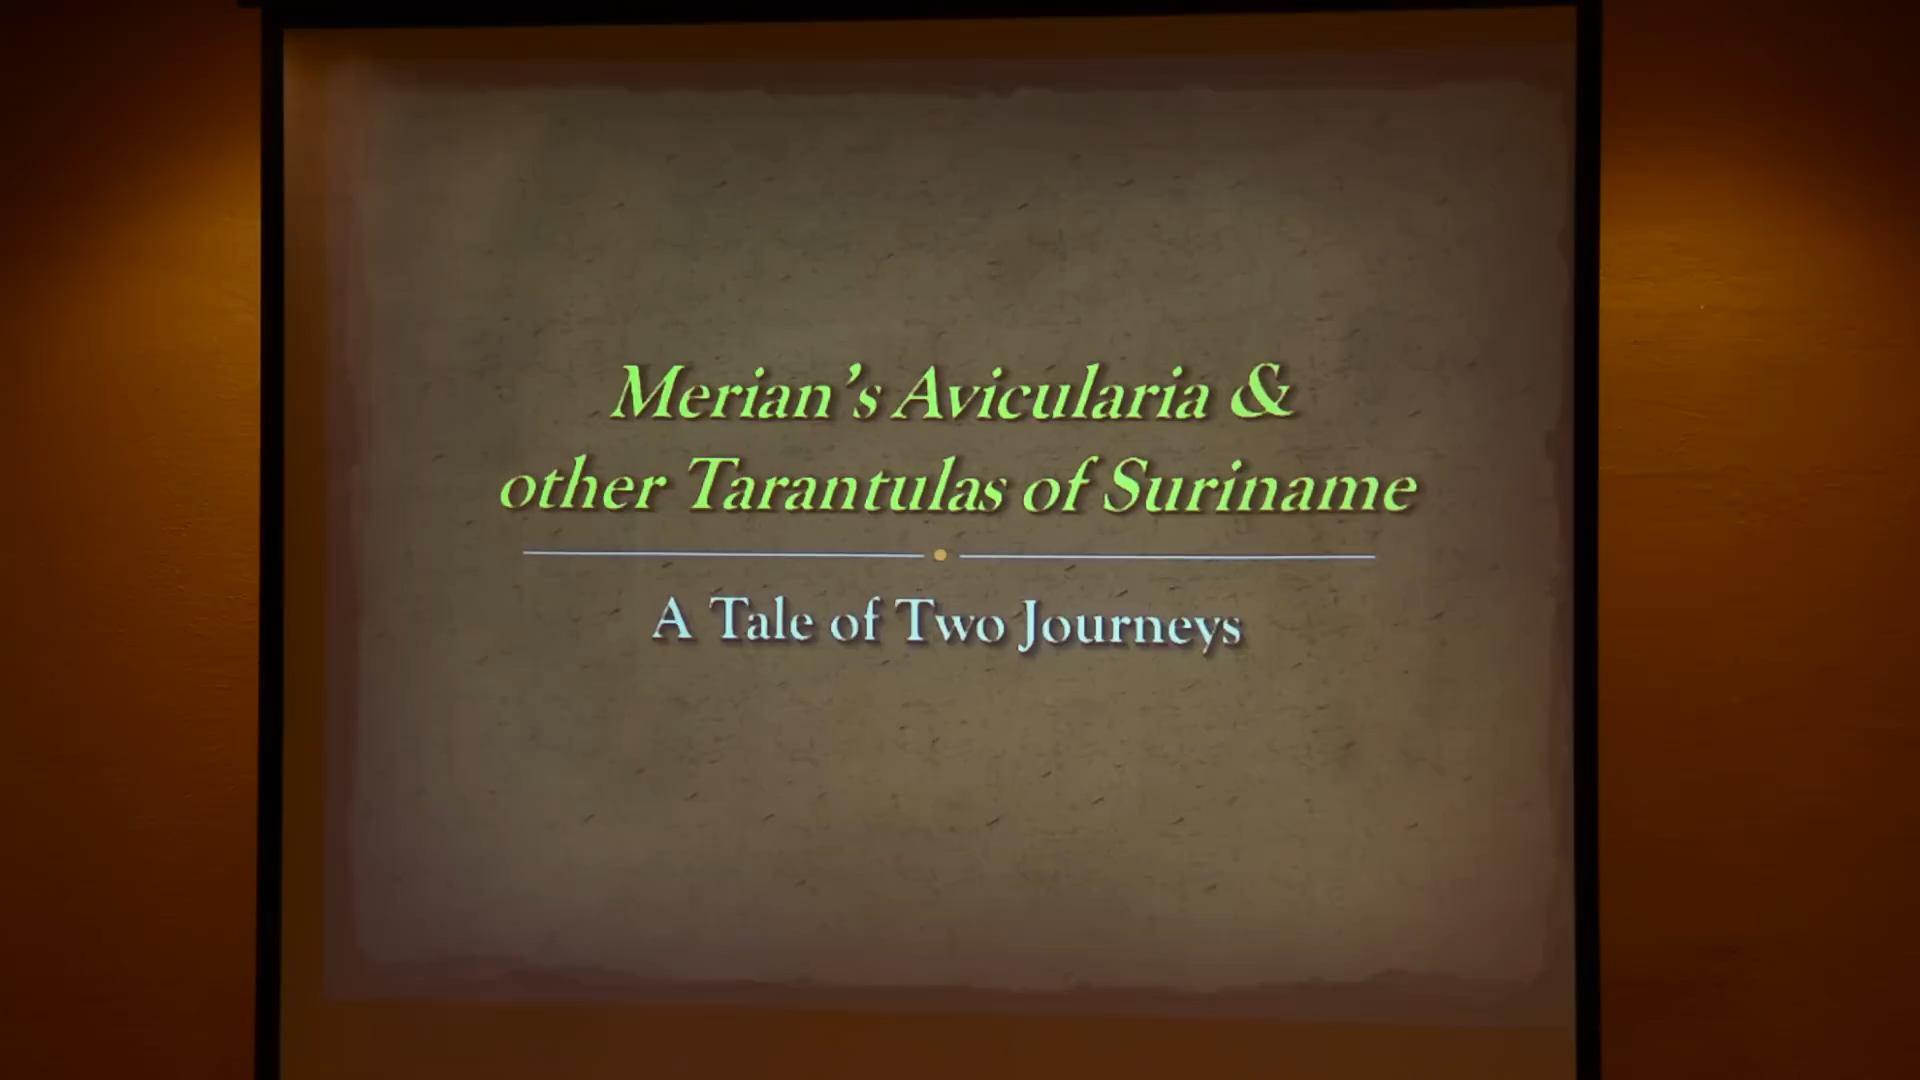 Merian's Avicularia &
other Tarantulas of Suriname
A Tale of Two Journeys